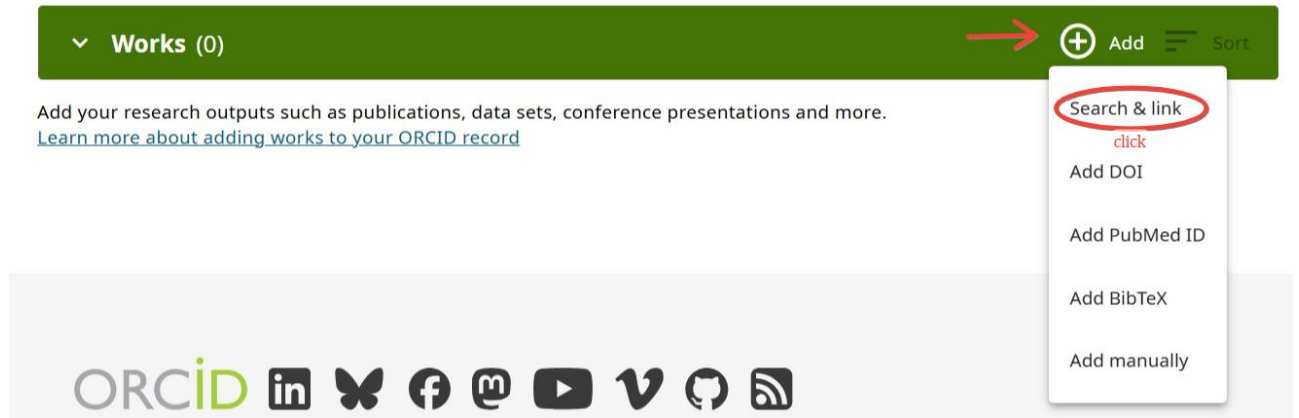 Works (0)
Add
Sort
Add your research outputs such as publications, data sets, conference presentations and more.
Learn more about adding works to your ORCID record
Search & link
click
Add DOI
Add PubMed ID
Add BibTeX
Add manually
ORCID